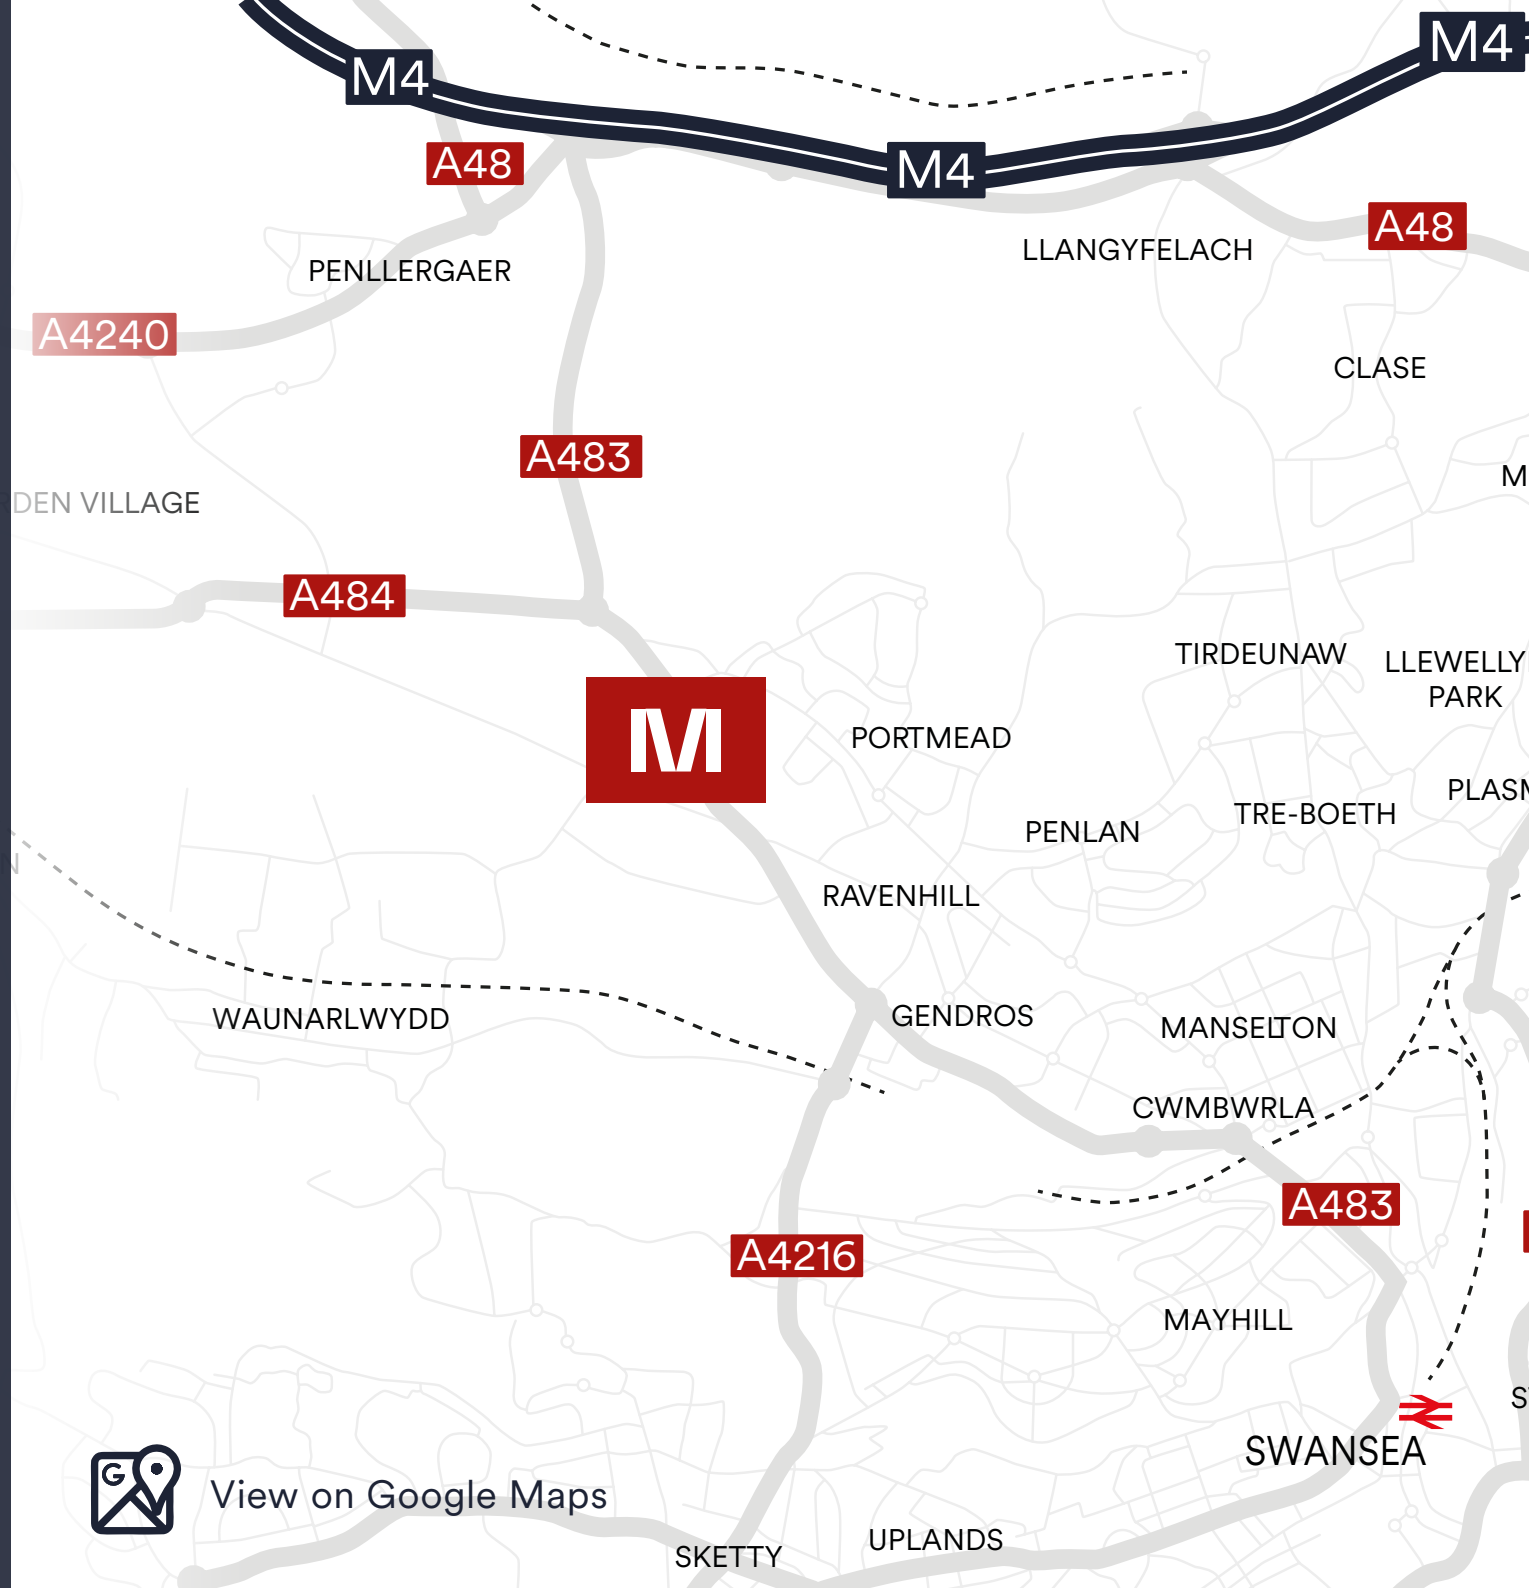 M4
M4
A48
M4
A48
LLANGYFELACH
PENLLERGAER
A4240
CLASE
A483
M
RDEN VILLAGE
A484
TIRDEUNAW
LLEWELLY
PARK
M
PORTMEAD
PLASM
TRE-BOETH
PENLAN
N
RAVENHILL
GENDROS
WAUNARLWYDD
MANSELTON
CWMBWRLA
A483
A4216
MAYHILL
S
SWANSEA
G
View on Google Maps
UPLANDS
SKETTY